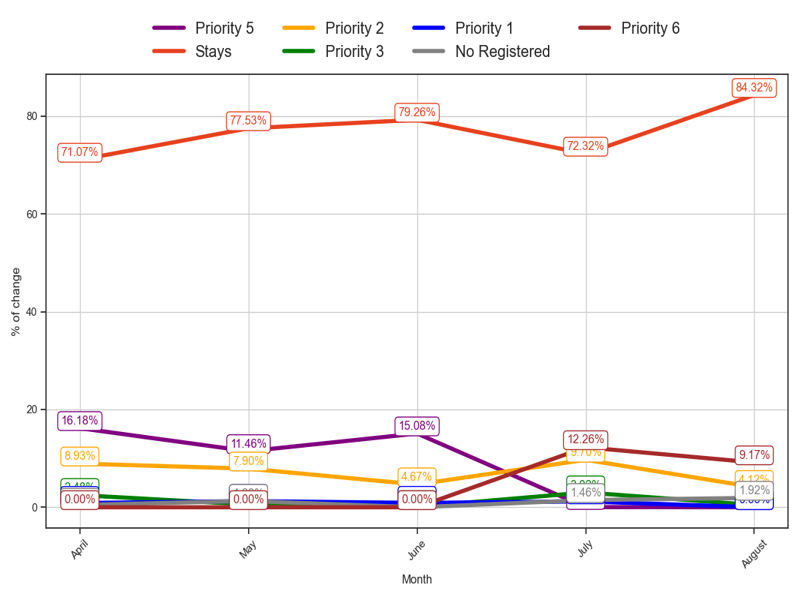 Priority 5 Priority 2 Priority 1 Priority 6
Stays Priority 3 No Registered
84.32%
79.26%
77.53%
72.32%
71.07%
80
60
% of change
40
20
0
16.18%
15.08%
11.46%
12.26%
8.93%
7.90%
4.67%
9.17%
1.46%
1.92%
0.00%
0.00%
0.00%
April
May
June
July
August
Month